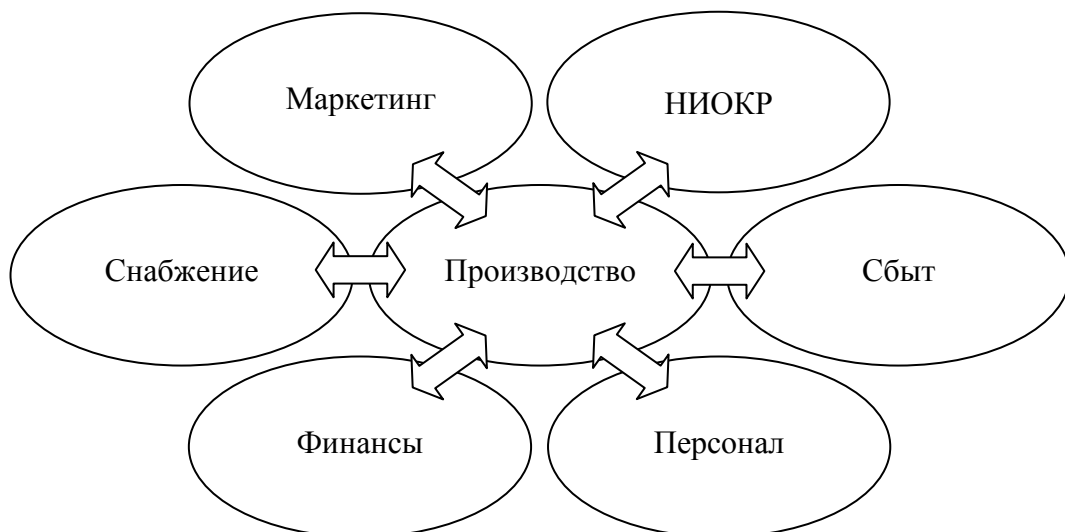 Маркетинг
НИОКР
Снабжение
Производство
Сбыт
Финансы
Персонал